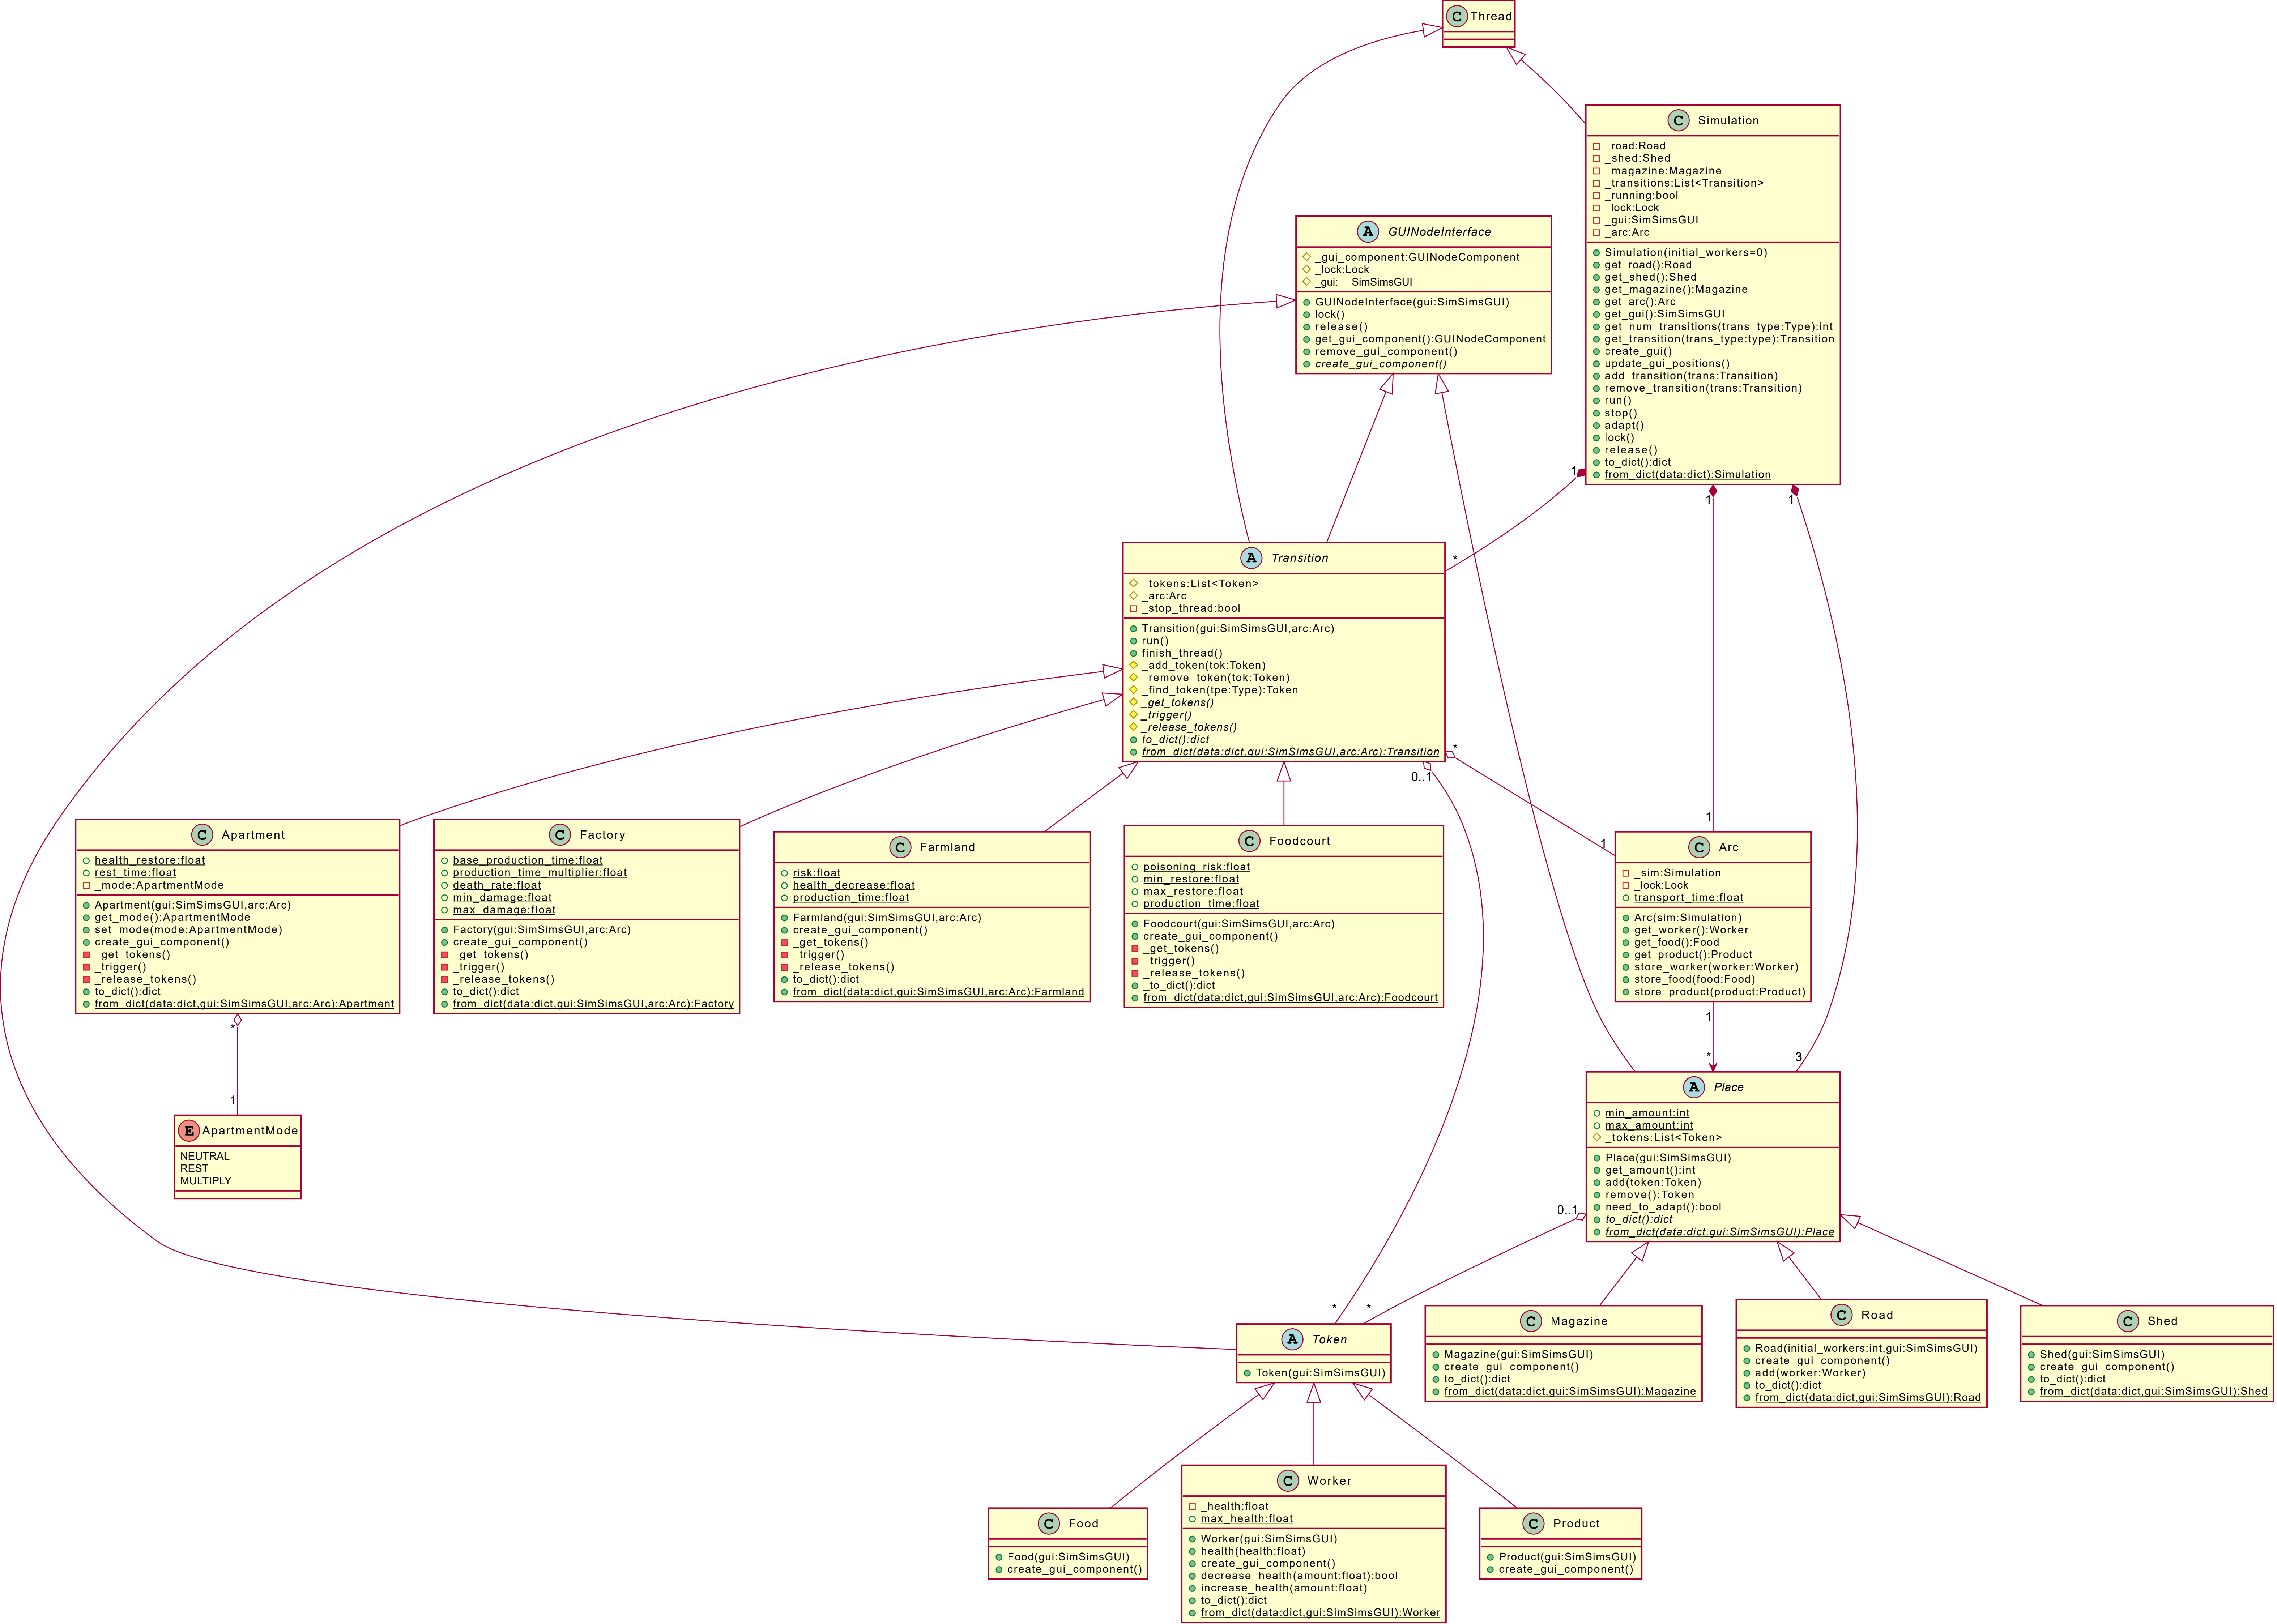 C Thread
C Simulation
_road:Road
_shed:Shed
_magazine:Magazine
_transitions:List<Transition>
_running:bool
_lock:Lock
_gui:SimSimsGUI
_arc:Arc
Simulation(initial_workers=0)
get_road():Road
get_shed():Shed
get_magazine():Magazine
get_arc():Arc
get_gui():SimSimsGUI
get_num_transitions(trans_type:Type):int
get_transition(trans_type:type):Transition
create_gui()
update_gui_positions()
add_transition(trans:Transition)
remove_transition(trans:Transition)
run()
stop()
adapt()
lock()
release()
to_dict():dict
from_dict(data:dict):Simulation
A GUINodeInterface
_gui_component:GUINodeComponent
_lock:Lock
_gui: SimSimsGUI
GUINodeInterface(gui:SimSimsGUI)
lock()
release()
get_gui_component():GUINodeComponent
remove_gui_component()
create_gui_component()
1
1
1
*
A Transition
_tokens:List<Token>
_arc:Arc
_stop_thread:bool
Transition(gui:SimSimsGUI,arc:Arc)
run()
finish_thread()
_add_token(tok:Token)
_remove_token(tok:Token)
_find_token(tpe:Type):Token
_get_tokens()
_trigger()
_release_tokens()
to_dict():dict
from_dict(data:dict,gui:SimSimsGUI,arc:Arc):Transition
*
0..1
1
1
C Apartment
health_restore:float
rest_time:float
_mode:ApartmentMode
Apartment(gui:SimSimsGUI,arc:Arc)
get_mode():ApartmentMode
set_mode(mode:ApartmentMode)
create_gui_component()
_get_tokens()
_trigger()
_release_tokens()
to_dict():dict
from_dict(data:dict,gui:SimSimsGUI,arc:Arc):Apartment
C Factory
base_production_time:float
production_time_multiplier:float
death_rate:float
min_damage:float
max_damage:float
Factory(gui:SimSimsGUI,arc:Arc)
create_gui_component()
_get_tokens()
_trigger()
_release_tokens()
to_dict():dict
from_dict(data:dict,gui:SimSimsGUI,arc:Arc):Factory
C Farmland
risk:float
health_decrease:float
production_time:float
Farmland(gui:SimSimsGUI,arc:Arc)
create_gui_component()
_get_tokens()
_trigger()
_release_tokens()
to_dict():dict
from_dict(data:dict,gui:SimSimsGUI,arc:Arc):Farmland
C Foodcourt
poisoning_risk:float
min_restore:float
max_restore:float
production_time:float
Foodcourt(gui:SimSimsGUI,arc:Arc)
create_gui_component()
_get_tokens()
_trigger()
_release_tokens()
_to_dict():dict
from_dict(data:dict,gui:SimSimsGUI,arc:Arc):Foodcourt
C Arc
_sim:Simulation
_lock:Lock
transport_time:float
Arc(sim:Simulation)
get_worker():Worker
get_food():Food
get_product():Product
store_worker(worker:Worker)
store_food(food:Food)
store_product(product:Product)
*
1
1
*
3
E ApartmentMode
NEUTRAL
REST
MULTIPLY
A Place
min_amount:int
max_amount:int
_tokens:List<Token>
Place(gui:SimSimsGUI)
get_amount():int
add(token:Token)
remove():Token
need_to_adapt():bool
to_dict():dict
from_dict(data:dict,gui:SimSimsGUI):Place
0..1
*
*
A Token
Token(gui:SimSimsGUI)
C Magazine
Magazine(gui:SimSimsGUI)
create_gui_component()
to_dict():dict
from_dict(data:dict,gui:SimSimsGUI):Magazine
C Road
Road(initial_workers:int,gui:SimSimsGUI)
create_gui_component()
add(worker:Worker)
to_dict():dict
from_dict(data:dict,gui:SimSimsGUI):Road
C Shed
Shed(gui:SimSimsGUI)
create_gui_component()
to_dict():dict
from_dict(data:dict,gui:SimSimsGUI):Shed
C Food
Food(gui:SimSimsGUI)
create_gui_component()
C Worker
_health:float
max_health:float
Worker(gui:SimSimsGUI)
health(health:float)
create_gui_component()
decrease_health(amount:float):bool
increase_health(amount:float)
to_dict():dict
from_dict(data:dict,gui:SimSimsGUI):Worker
C Product
Product(gui:SimSimsGUI)
create_gui_component()